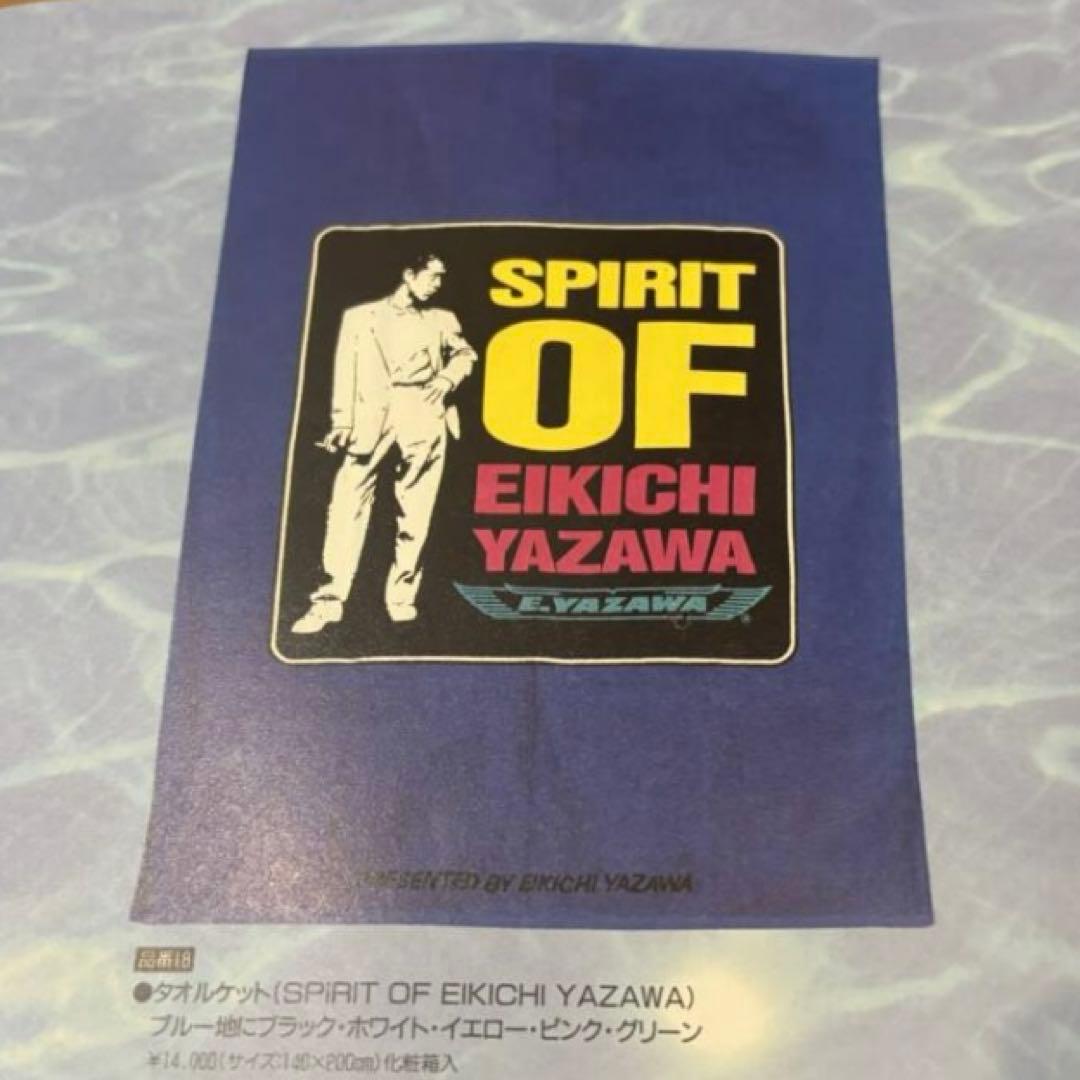 SPIRIT
OF
EIKICHI
YAZAWA
E.YAZAWA
PRESENTED BY EIKICHI YAZAWA
品番18
●タオルケット(SPiRIT OF EIKICHI YAZAWA)
ブルー地にブラック・ホワイト・イエロー・ピンク・グリーン
¥14,000(サイズ:140×200cm)化粧箱入